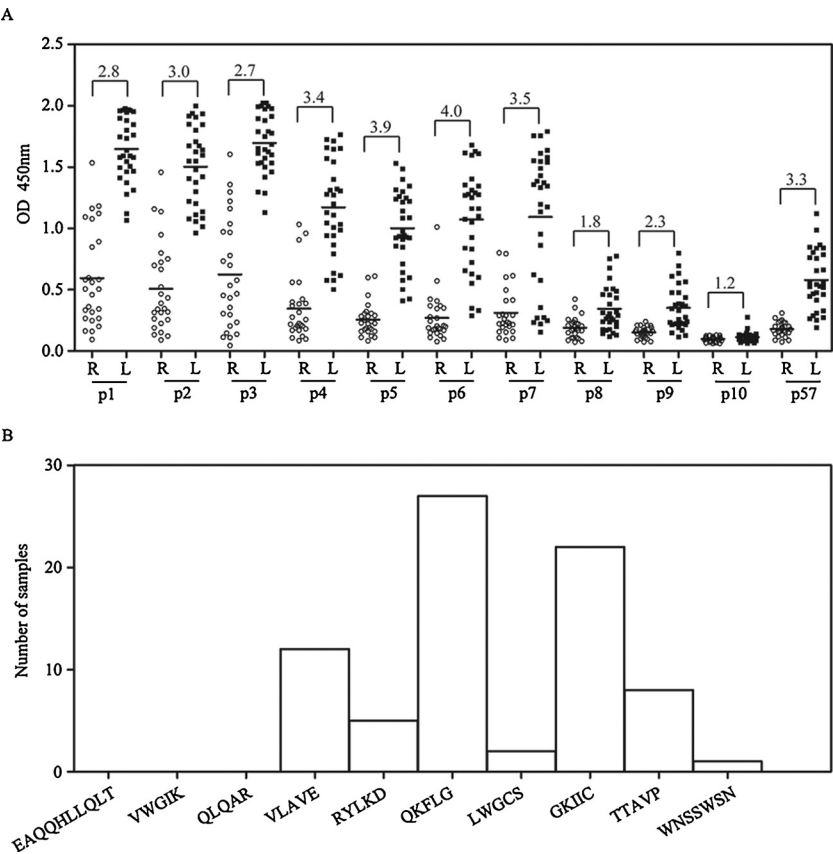 A
2.5
2.0
1.5
1.0
0.5
0.0
OD 450nm
2.8 3.0 2.7 3.4 3.9 4.0 3.5 1.8 2.3 1.2 3.3
R L R L R L R L R L R L R L R L R L R L R L
p1 p2 p3 p4 p5 p6 p7 p8 p9 p10 p57
B
30
20
10
0
Number of samples
EAQQHLLQLT VWGIK QLQAR VLAVE RYLKD QKFLG LWGCS GKIIC TTAVP WNSSWSN